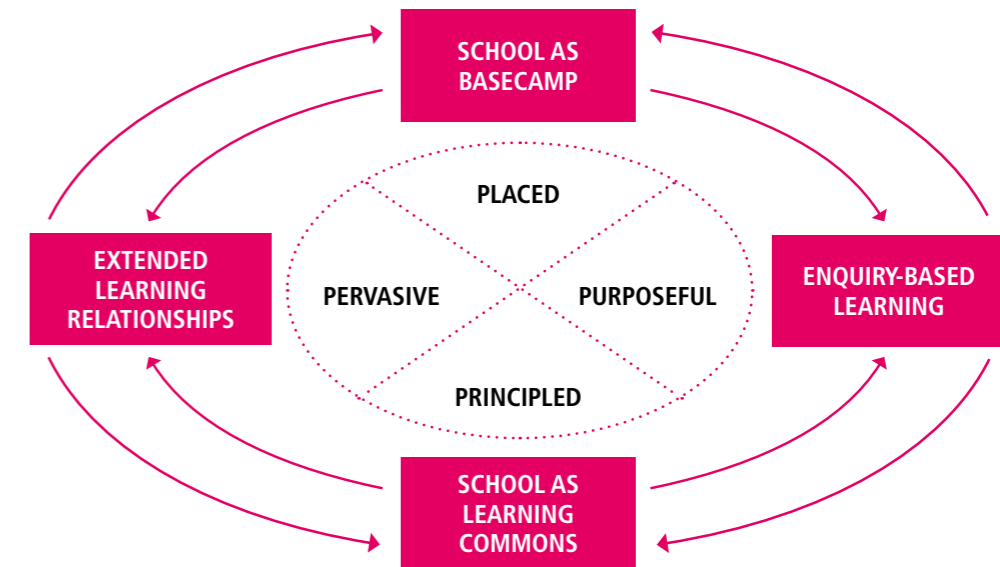 SCHOOL AS
BASECAMP
PLACED
EXTENDED
LEARNING
RELATIONSHIPS
PERVASIVE
PURPOSEFUL
ENQUIRY-BASED
LEARNING
PRINCIPLED
SCHOOL AS
LEARNING
COMMONS